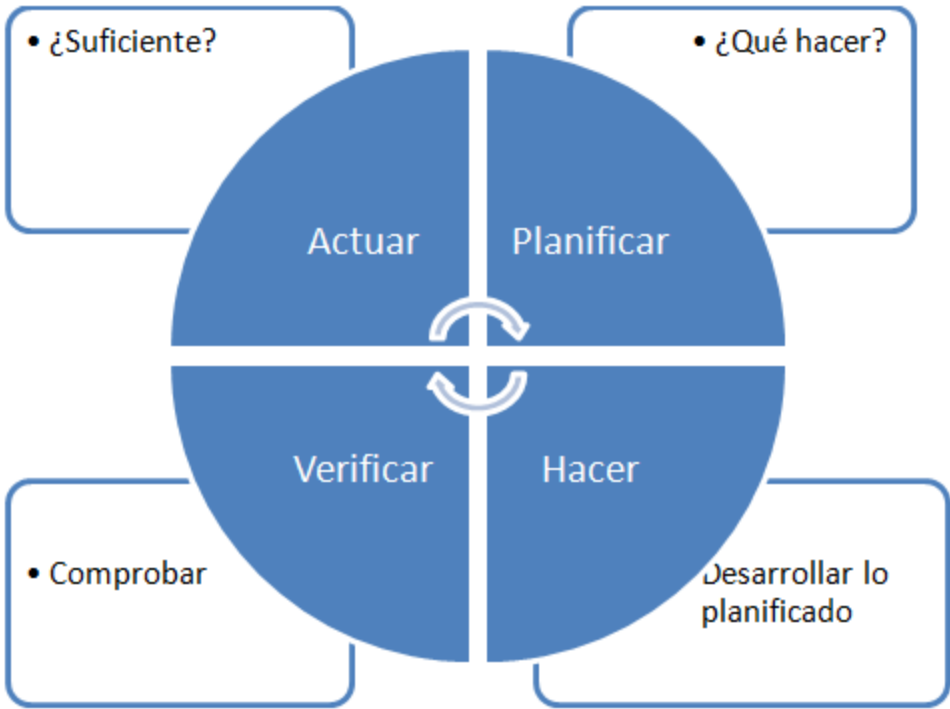 • ¿Suficiente?
• ¿Qué hacer?
Actuar
Planificar
Verificar
Hacer
• Comprobar
Desarrollar lo
planificado